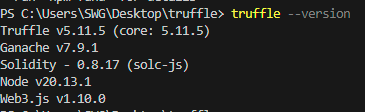 PS C:\Users\SWG\Desktop\truffle> truffle --version
Truffle v5.11.5 (core: 5.11.5)
Ganache v7.9.1
Solidity - 0.8.17 (solc-js)
Node v20.13.1
Web3.js v1.10.0